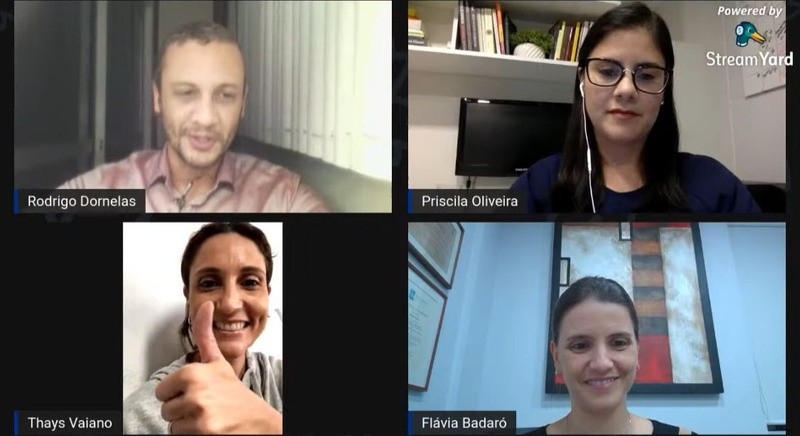 Powered by
StreamYard
Rodrigo Dornelas
Priscila Oliveira
Thays Vaiano
Flávia Badaró